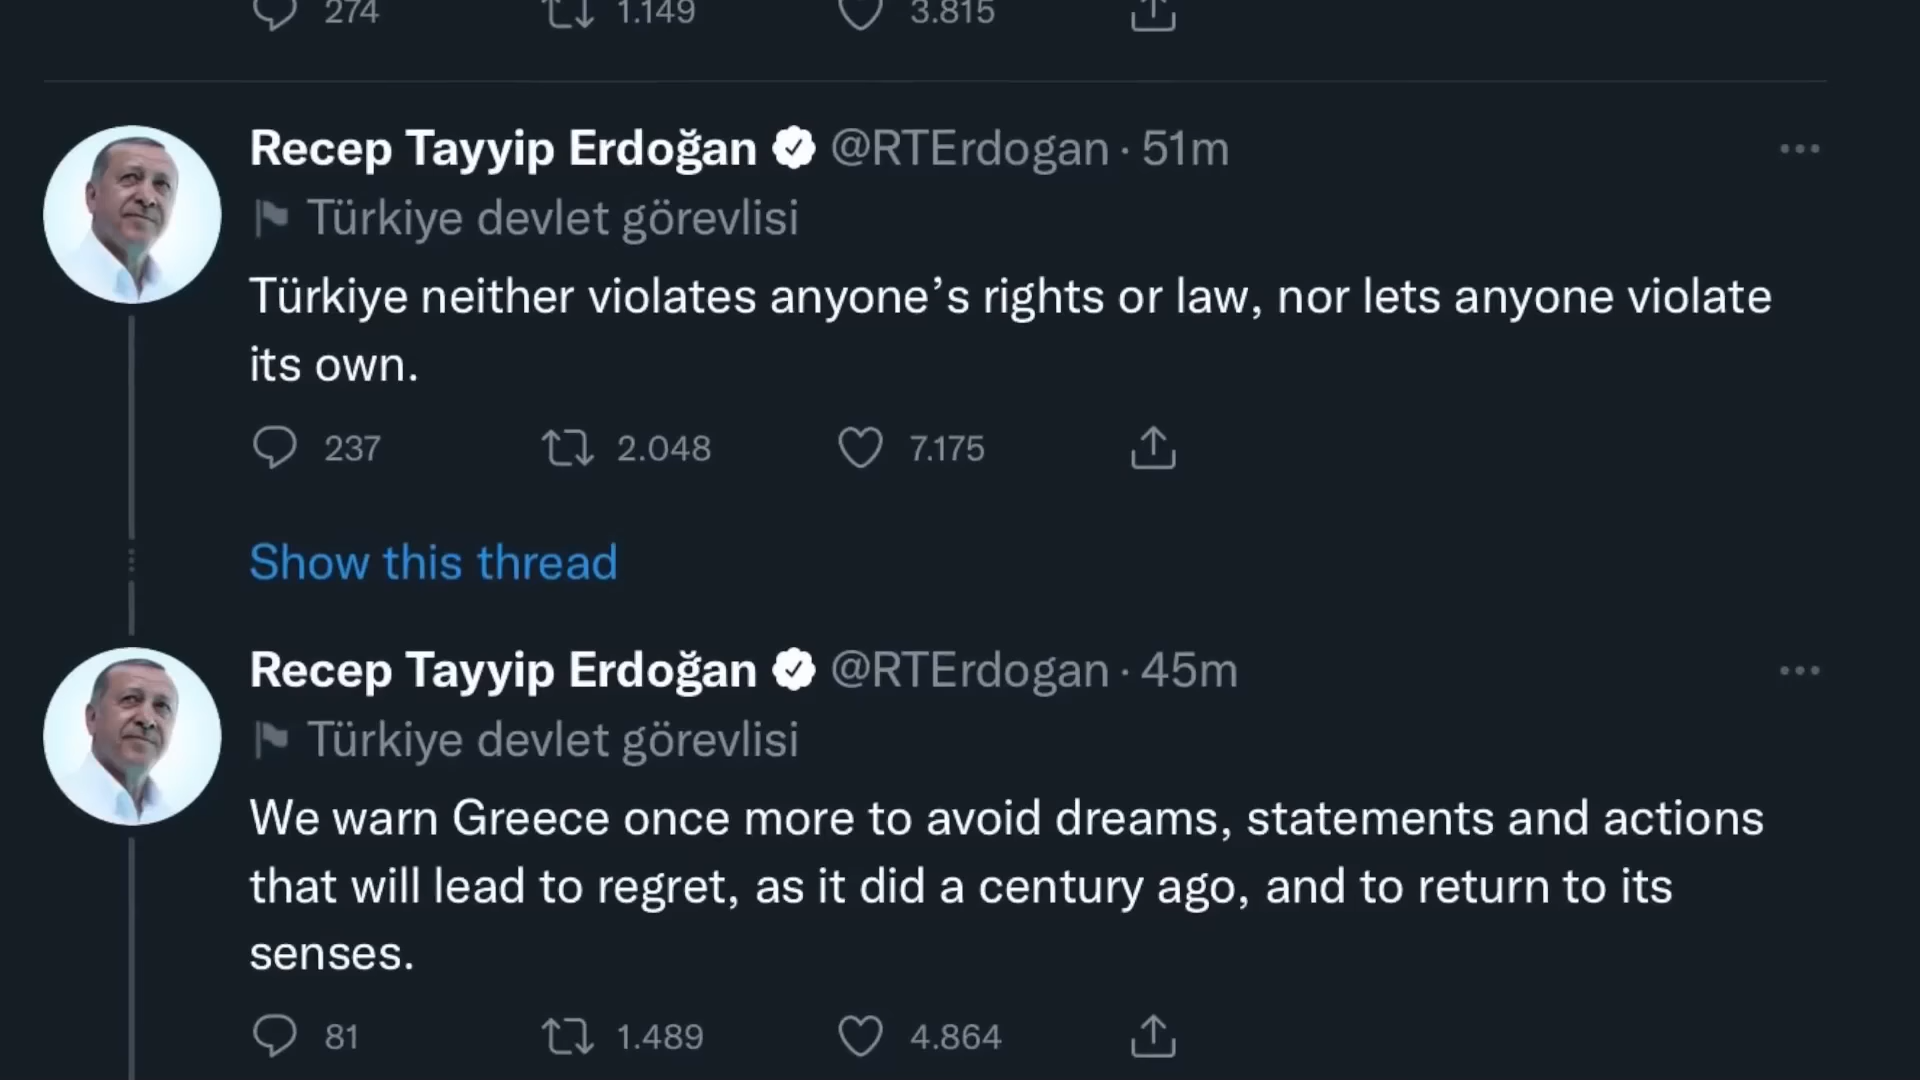 274 1.149 3.815
Recep Tayyip Erdoğan @RTErdogan · 51m
Türkiye devlet görevlisi
Türkiye neither violates anyone’s rights or law, nor lets anyone violate
its own.
237 2.048 7.175
Show this thread
Recep Tayyip Erdoğan @RTErdogan · 45m
Türkiye devlet görevlisi
We warn Greece once more to avoid dreams, statements and actions
that will lead to regret, as it did a century ago, and to return to its
senses.
81 1.489 4.864